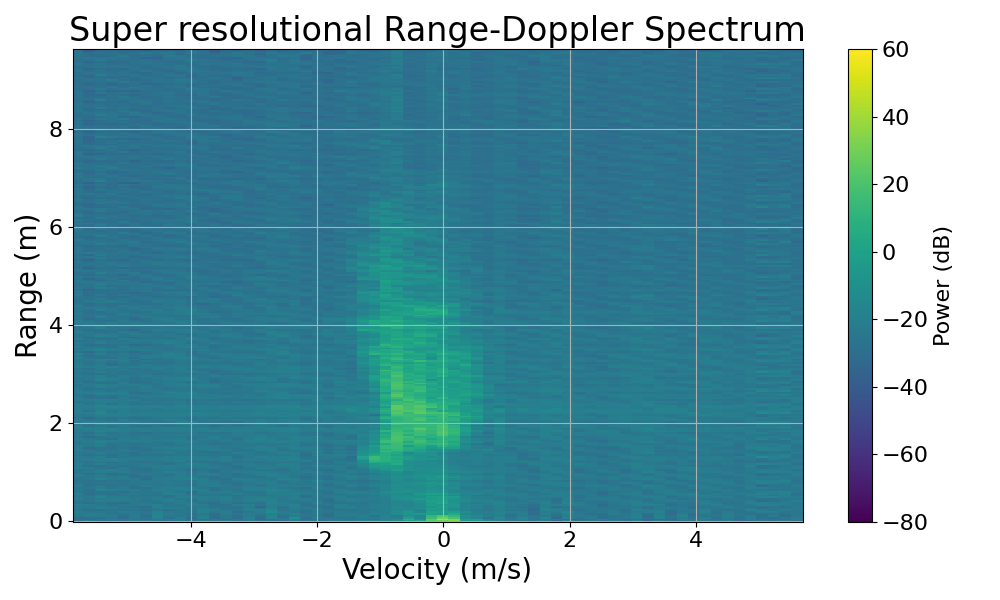 Super resolutional Range-Doppler Spectrum
Range (m)
8
6
4
2
0
−4 −2 0 2 4
Velocity (m/s)
60
40
20
0
−20
−40
−60
−80
Power (dB)